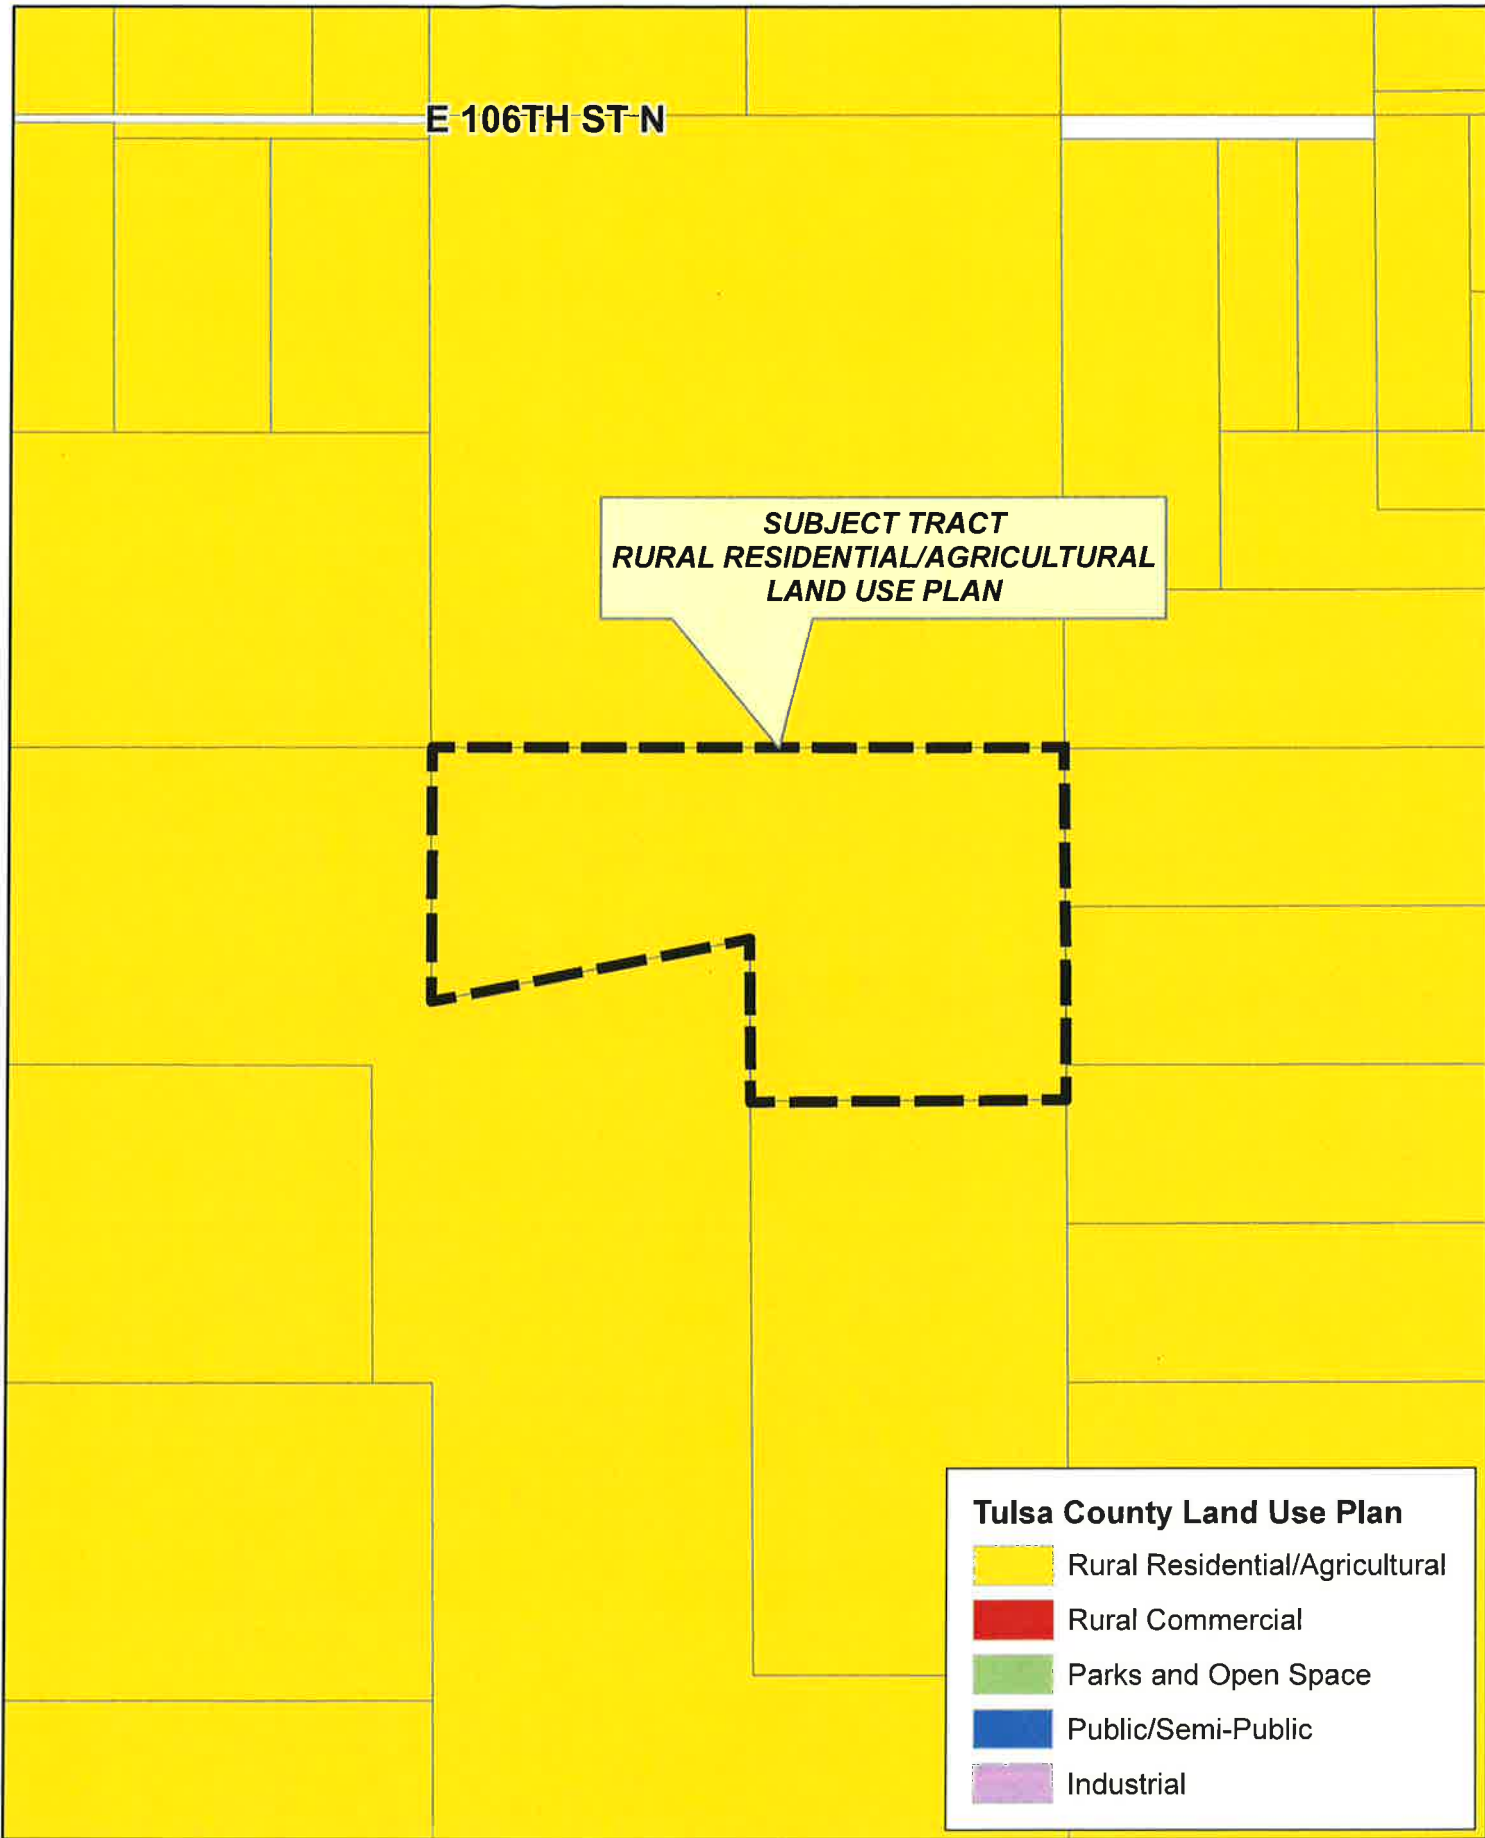 E 106TH ST N
SUBJECT TRACT
RURAL RESIDENTIAL/AGRICULTURAL
LAND USE PLAN
Tulsa County Land Use Plan
Rural Residential/Agricultural
Rural Commercial
Parks and Open Space
Public/Semi-Public
Industrial